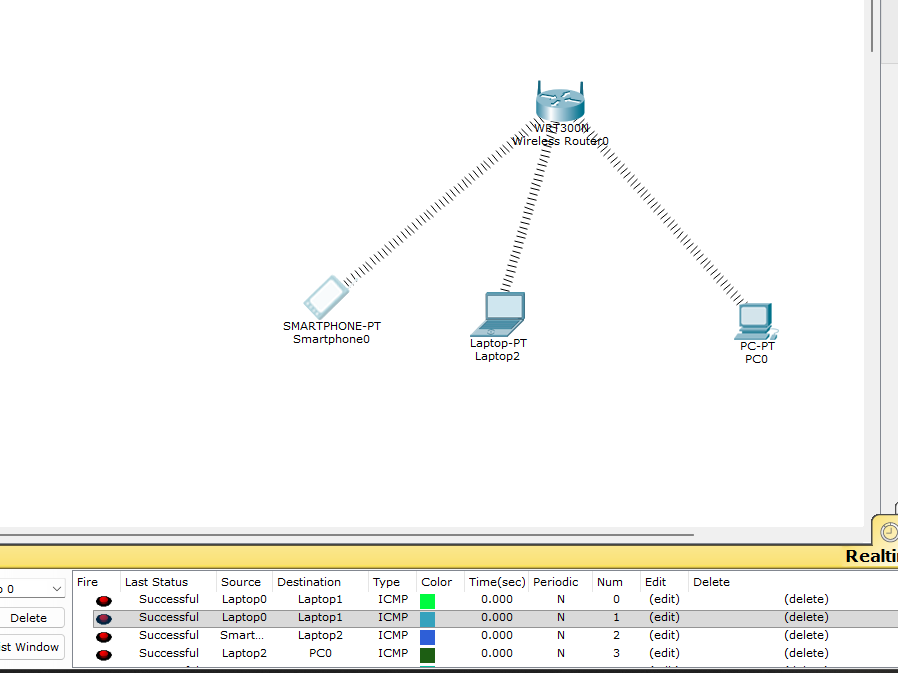 WRT300N
Wireless Router0
SMARTPHONE-PT
Smartphone0
Laptop-PT
Laptop2
PC-PT
PC0
0
Delete
Window
Fire Last Status Source Destination Type Color Time(sec) Periodic Num Edit Delete
Successful Laptop0 Laptop1 ICMP 0.000 N 0 (edit) (delete)
Successful Laptop0 Laptop1 ICMP 0.000 N 1 (edit) (delete)
Successful Smart... Laptop2 ICMP 0.000 N 2 (edit) (delete)
Successful Laptop2 PC0 ICMP 0.000 N 3 (edit) (delete)